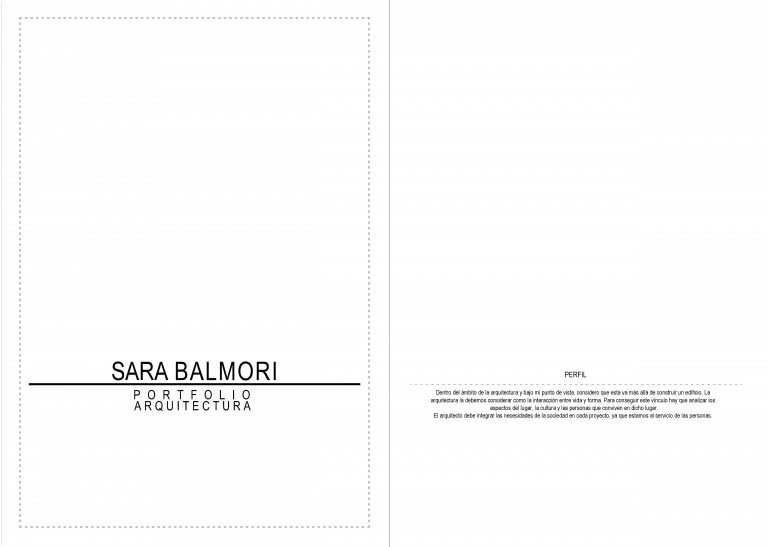 SARA BALMORI
PORTFOLIO
ARQUITECTURA
PERFIL
Dentro del ámbito de la arquitectura y bajo mi punto de vista, considero que esta va más allá de construir un edificio. La
arquitectura la debemos considerar como la interacción entre vida y forma. Para conseguir este vínculo hay que analizar los
aspectos del lugar, la cultura y las personas que conviven en dicho lugar.
El arquitecto debe integrar las necesidades de la sociedad en cada proyecto, ya que estamos al servicio de las personas.